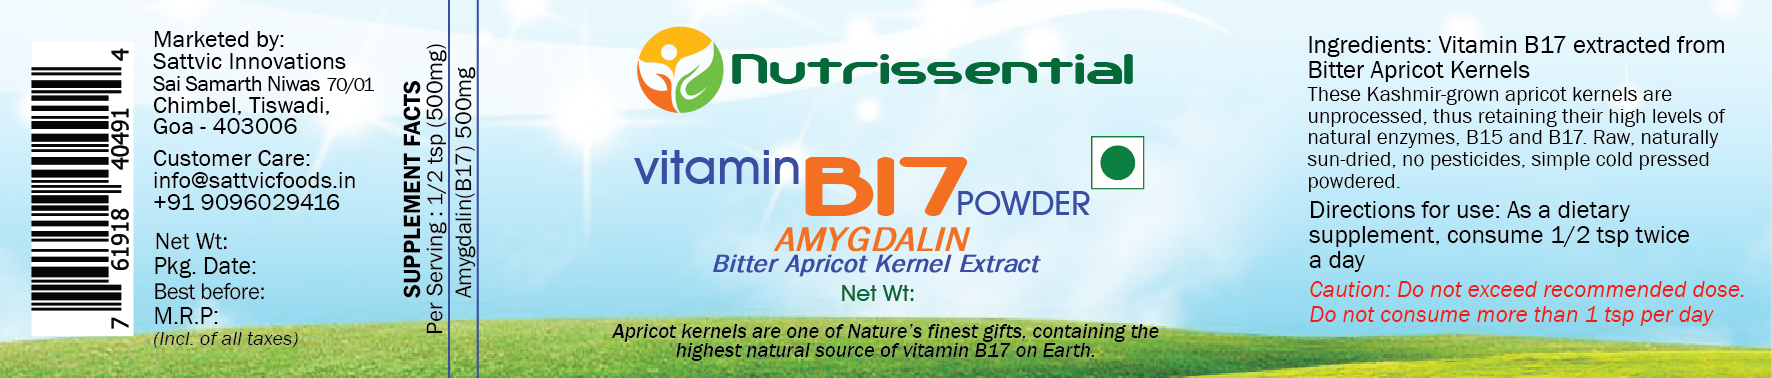 7 61918 40491 4
Marketed by:
Sattvic Innovations
Sai Samarth Niwas 70/01
Chimbel, Tiswadi,
Goa - 403006
Customer Care:
info@sattvicfoods.in
+91 9096029416
Net Wt:
Pkg. Date:
Best before:
M.R.P:
(Incl. of all taxes)
SUPPLEMENT FACTS
Per Serving : 1/2 tsp (500mg)
Amygdalin(B17) 500mg
Nutrissential
vitamin B17 POWDER
AMYGDALIN
Bitter Apricot Kernel Extract
Net Wt:
Apricot kernels are one of Nature's finest gifts, containing the
highest natural source of vitamin B17 on Earth.
Ingredients: Vitamin B17 extracted from
Bitter Apricot Kernels
These Kashmir-grown apricot kernels are
unprocessed, thus retaining their high levels of
natural enzymes, B15 and B17. Raw, naturally
sun-dried, no pesticides, simple cold pressed
powdered.
Directions for use: As a dietary
supplement, consume 1/2 tsp twice
a day
Caution: Do not exceed recommended dose.
Do not consume more than 1 tsp per day